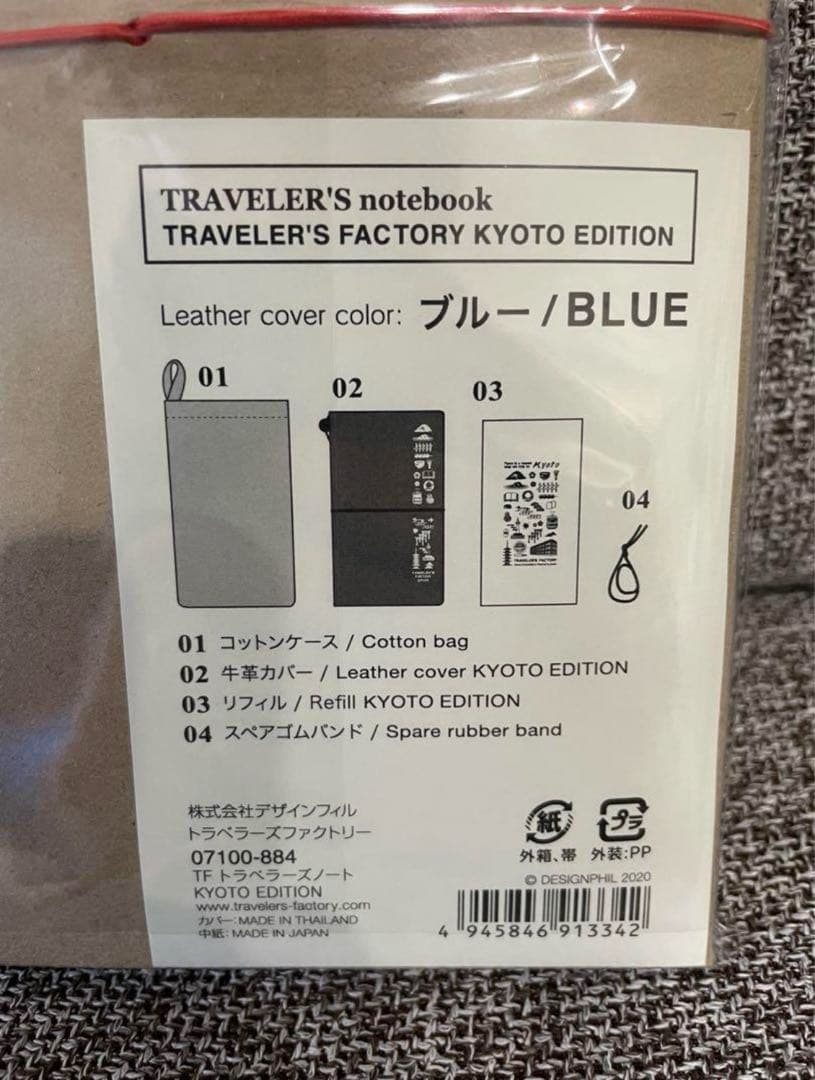 TRAVELER'S notebook
TRAVELER'S FACTORY KYOTO EDITION
Leather cover color: ブルー / BLUE
01
02
03
04
Kyoto
TRAVELER'S FACTORY
TRAVELER'S
FACTORY
01 コットンケース / Cotton bag
02 牛革カバー / Leather cover KYOTO EDITION
03 リフィル / Refill KYOTO EDITION
04 スペアゴムバンド / Spare rubber band
株式会社デザインフィル
トラベラーズファクトリー
07100-884
TF トラベラーズノート
KYOTO EDITION
www.travelers-factory.com
カバー:MADE IN THAILAND
中紙:MADE IN JAPAN
紙
外箱、帯
プラ
外装:PP
© DESIGNPHIL 2020
4 945846 913342